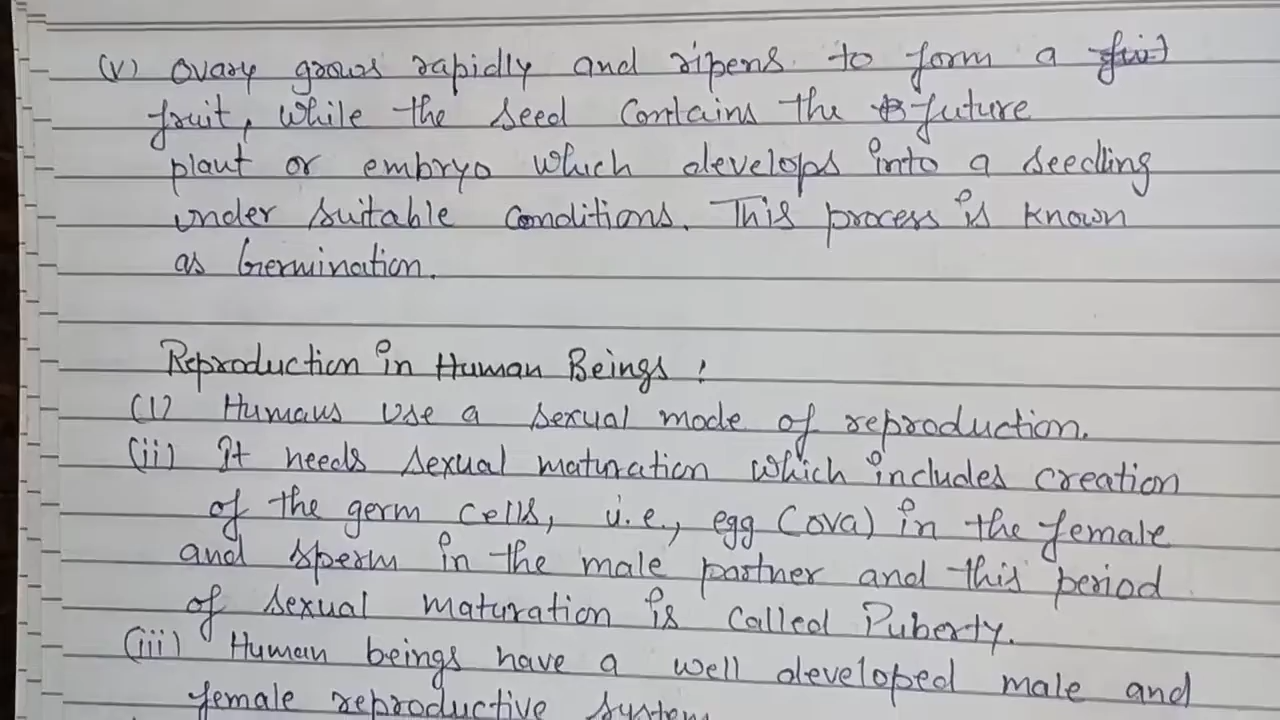 (V) Ovary grows rapidly and ripens to form a
fruit, while the seed contains the future
plant or embryo which develops into a seedling
under suitable conditions. This process is known
as Germination.
Reproduction in Human Beings :
(i) Humans use a sexual mode of reproduction.
(ii) It needs sexual maturation which includes creation
of the germ cells, i.e., egg (ova) in the female
and sperm in the male partner and this period
of sexual maturation is called Puberty.
(iii) Human beings have a well developed male and
female reproductive system